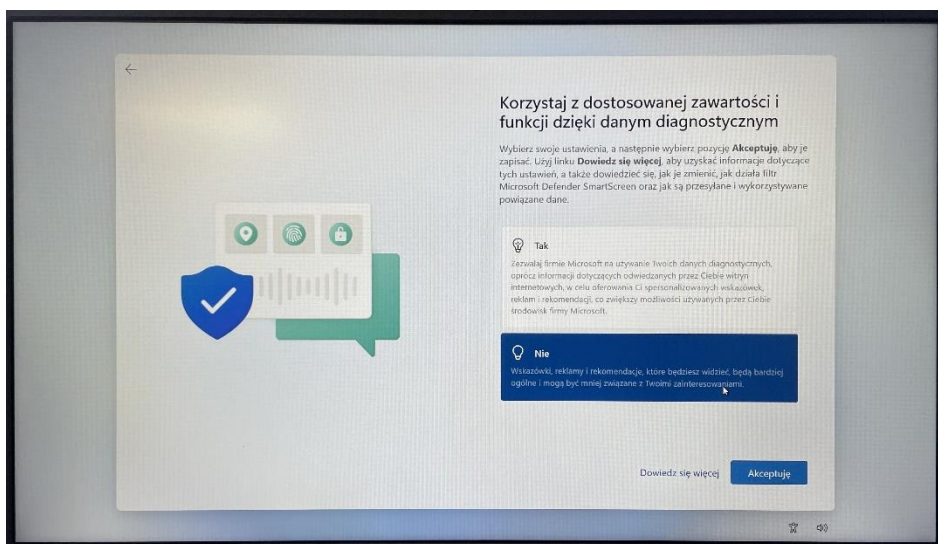 Korzystaj z dostosowanej zawartości i
funkcji dzięki danym diagnostycznym
Wybierz swoje ustawienia, a następnie wybierz pozycję Akceptuję, aby je
zapisać. Użyj linku Dowiedz się więcej, aby uzyskać informacje dotyczące
tych ustawień, a także dowiedzieć się, jak je zmienić, jak działa filtr
Microsoft Defender SmartScreen oraz jak są przesyłane i wykorzystywane
powiązane dane.
Tak
Zezwalaj firmie Microsoft na używanie Twoich danych diagnostycznych,
oprócz informacji dotyczących odwiedzanych przez Ciebie witryn
internetowych, w celu oferowania Ci spersonalizowanych wskazówek,
reklam i rekomendacji, co zwiększy możliwości używanych przez Ciebie
środowisk firmy Microsoft.
Nie
Wskazówki, reklamy i rekomendacje, które będziesz widzieć, będą bardziej
ogólne i mogą być mniej związane z Twoimi zainteresowaniami.
Dowiedz się więcej
Akceptuję